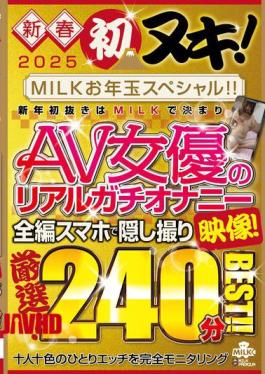 新春
初ヌキ!
2025
MILKお年玉スペシャル!!
新年初抜きはMILKで決まり
AV女優の
リアルガチオナニー
全編スマホで隠し撮り
映像!
厳選
240分
BEST!!
十人十色のひとりエッチを完全モニタリング
MILK